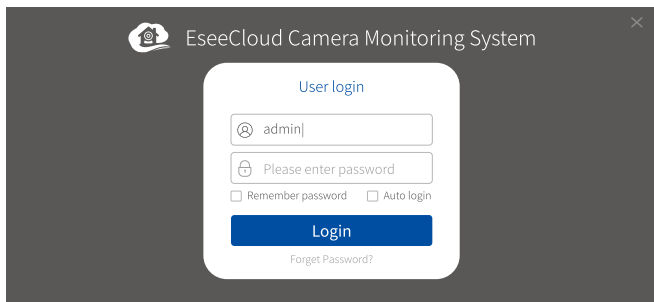 EseeCloud Camera Monitoring System
User login
admin
Please enter password
Remember password Auto login
Login
Forget Password?